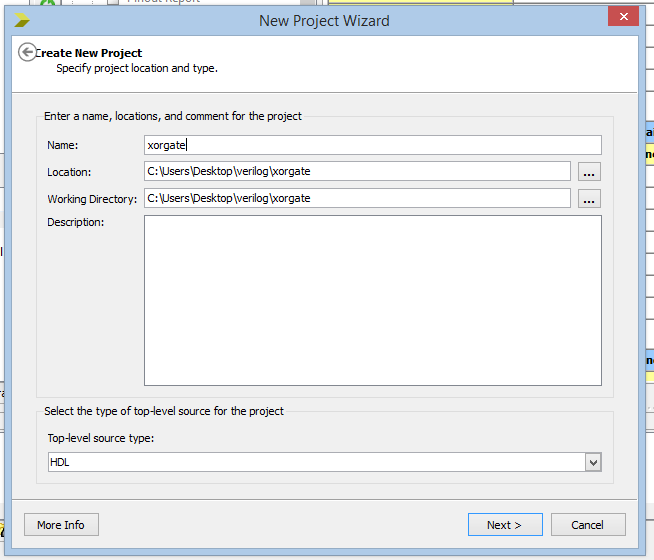 Pinout Report
New Project Wizard
Create New Project
Specify project location and type.
Enter a name, locations, and comment for the project
Name:
xorgate
Location:
C:\Users\Desktop\verilog\xorgate
...
Working Directory:
C:\Users\Desktop\verilog\xorgate
...
Description:
Select the type of top-level source for the project
Top-level source type:
HDL
More Info
Next >
Cancel